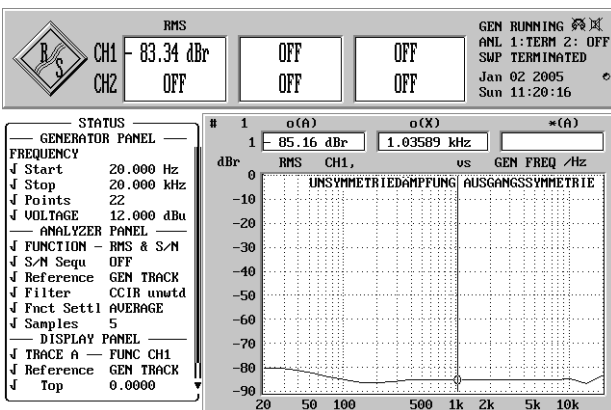 RMS
R&S
CH1 - 83.34 dBr OFF OFF
CH2 OFF OFF OFF
GEN RUNNING
ANL 1:TERM 2: OFF
SWP TERMINATED
Jan 02 2005
Sun 11:20:16
STATUS
GENERATOR PANEL
FREQUENCY
√ Start 20.000 Hz
√ Stop 20.000 kHz
√ Points 22
√ VOLTAGE 12.000 dBu
ANALYZER PANEL
√ FUNCTION - RMS & S/N
√ S/N Sequ OFF
√ Reference GEN TRACK
√ Filter CCIR unwtd
√ Fnct Settl AVERAGE
√ Samples 5
DISPLAY PANEL
√ TRACE A — FUNC CH1
√ Reference GEN TRACK
√ Top 0.0000
# 1 o(A) o(X) *(A)
1 - 85.16 dBr 1.03589 kHz
dBr RMS CH1, vs GEN FREQ /Hz
UNSYMMETRIEDÄMPFUNG AUSGANGSSYMMETRIE
0
-10
-20
-30
-40
-50
-60
-70
-80
-90
20 50 100 500 1k 2k 5k 10k